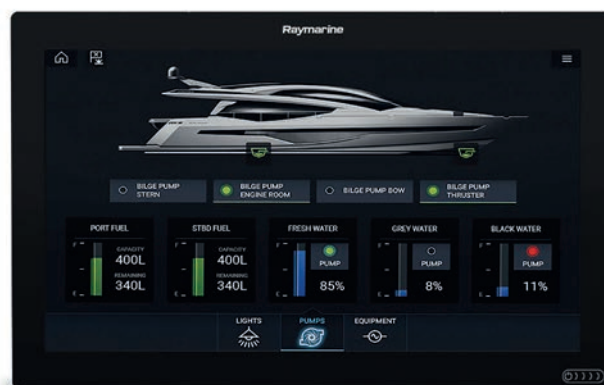 Raymarine
BILGE PUMP
STERN
BILGE PUMP
ENGINE ROOM
BILGE PUMP BOW
BILGE PUMP
THRUSTER
PORT FUEL
F
E
CAPACITY
400L
REMAINING
340L
STBD FUEL
F
E
CAPACITY
400L
REMAINING
340L
FRESH WATER
F
E
PUMP
85%
GREY WATER
F
E
PUMP
8%
BLACK WATER
F
E
PUMP
11%
LIGHTS
PUMPS
EQUIPMENT